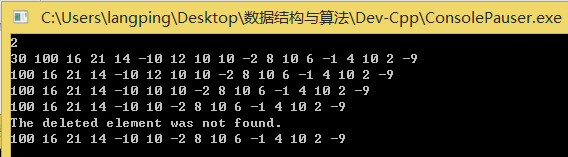 C:\Users\langping\Desktop\数据结构与算法\Dev-Cpp\ConsolePauser.exe
2
30 100 16 21 14 -10 12 10 10 -2 8 10 6 -1 4 10 2 -9
100 16 21 14 -10 12 10 10 -2 8 10 6 -1 4 10 2 -9
100 16 21 14 -10 10 10 -2 8 10 6 -1 4 10 2 -9
100 16 21 14 -10 10 -2 8 10 6 -1 4 10 2 -9
The deleted element was not found.
100 16 21 14 -10 10 -2 8 10 6 -1 4 10 2 -9